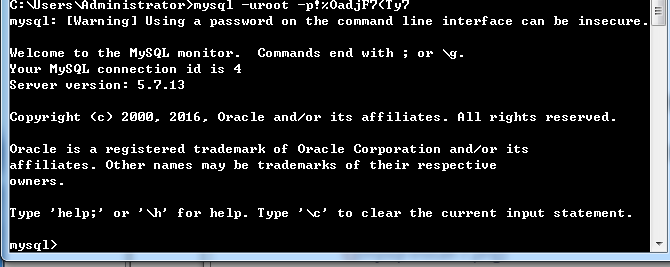 C:\Users\Administrator>mysql -uroot -p!%OadjF7<Ty7
mysql: [Warning] Using a password on the command line interface can be insecure.
Welcome to the MySQL monitor.  Commands end with ; or \g.
Your MySQL connection id is 4
Server version: 5.7.13
Copyright (c) 2000, 2016, Oracle and/or its affiliates. All rights reserved.
Oracle is a registered trademark of Oracle Corporation and/or its
affiliates. Other names may be trademarks of their respective
owners.
Type 'help;' or '\h' for help. Type '\c' to clear the current input statement.
mysql>